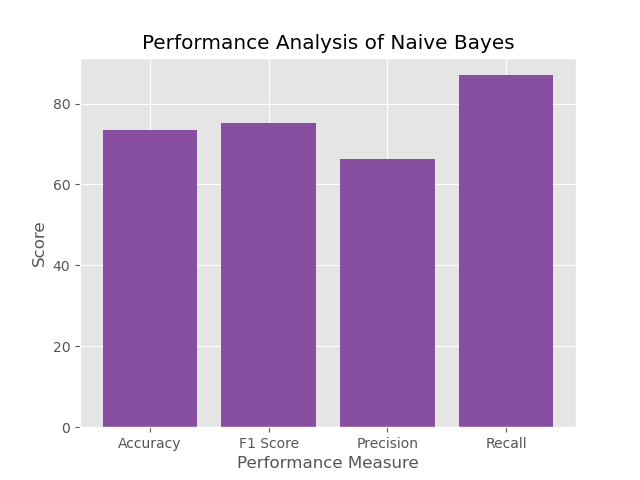 Performance Analysis of Naive Bayes
Score
80
60
40
20
0
Accuracy
F1 Score
Precision
Recall
Performance Measure